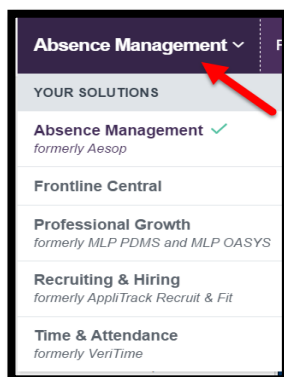 Absence Management
YOUR SOLUTIONS
Absence Management
formerly Aesop
Frontline Central
Professional Growth
formerly MLP PDMS and MLP OASYS
Recruiting & Hiring
formerly AppliTrack Recruit & Fit
Time & Attendance
formerly VeriTime